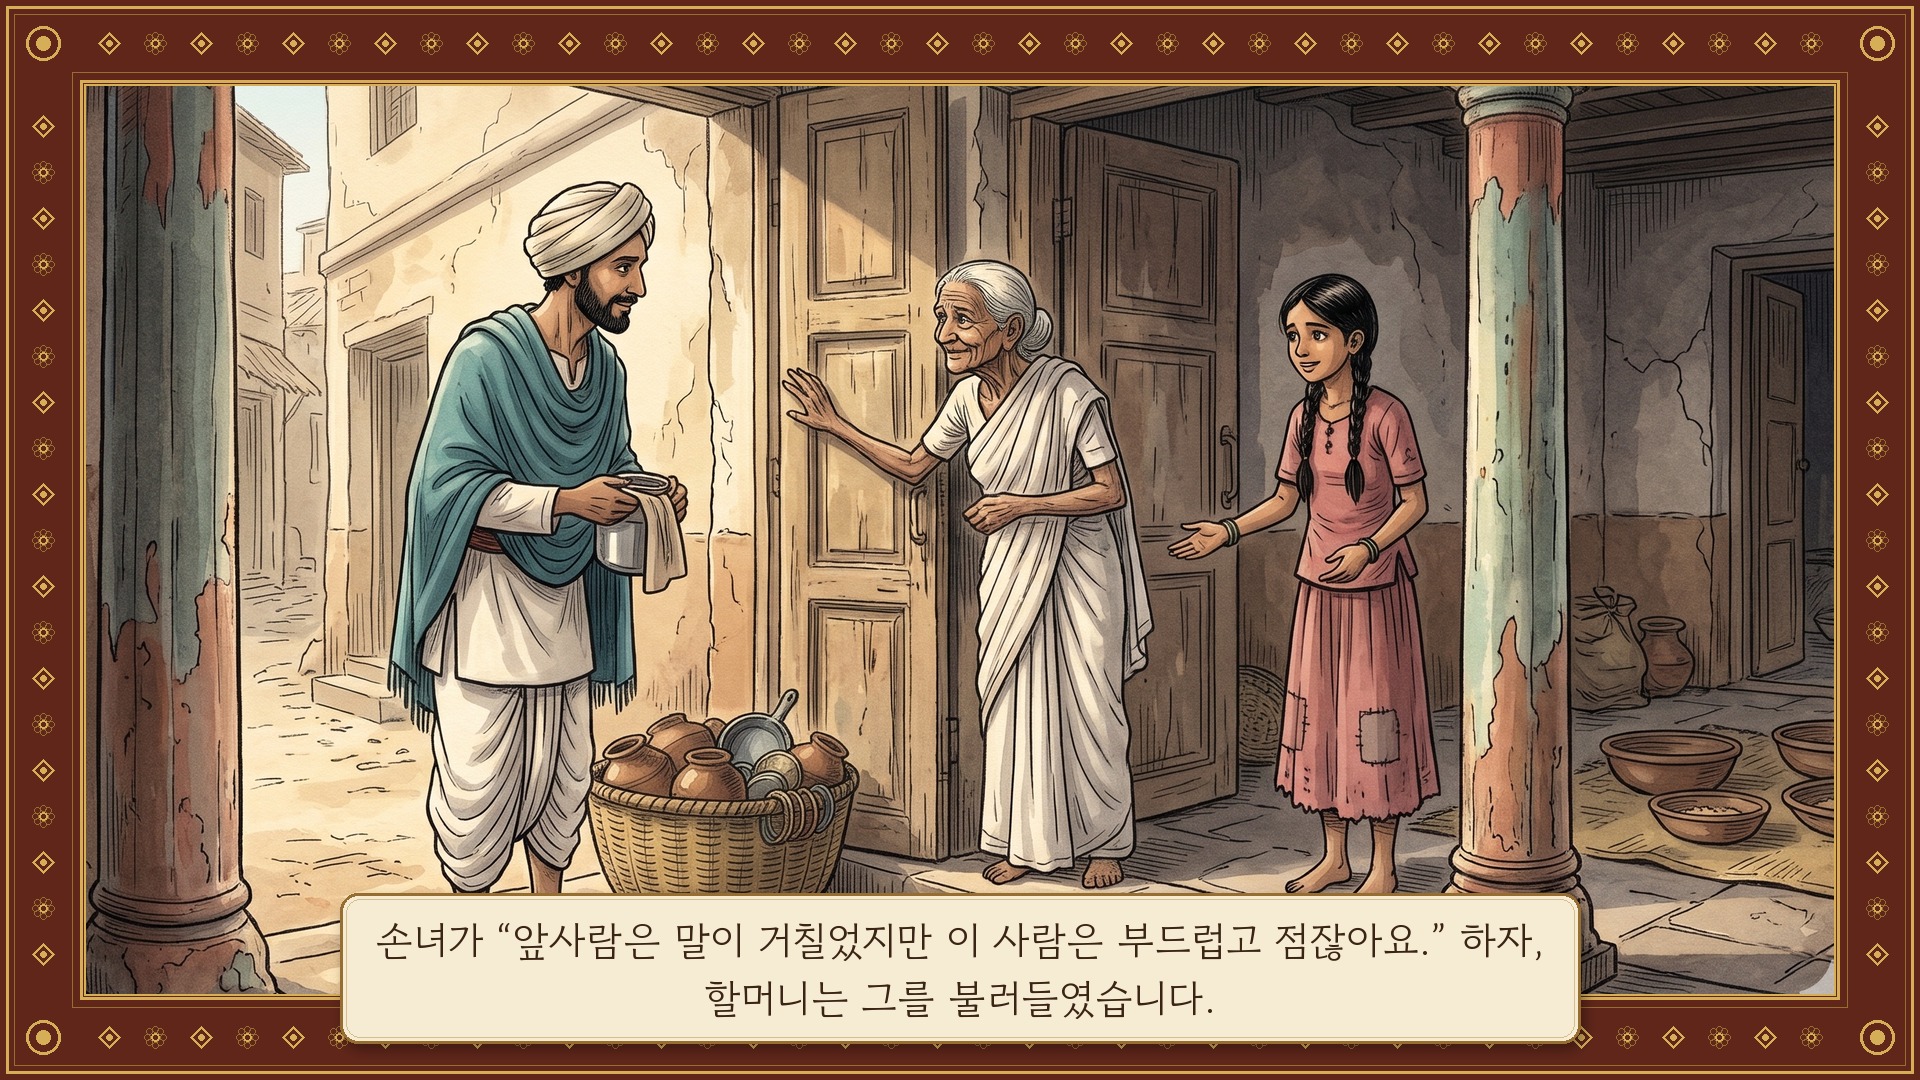 손녀가 “앞사람은 말이 거칠었지만 이 사람은 부드럽고 점잖아요.” 하자,
할머니는 그를 불러들였습니다.